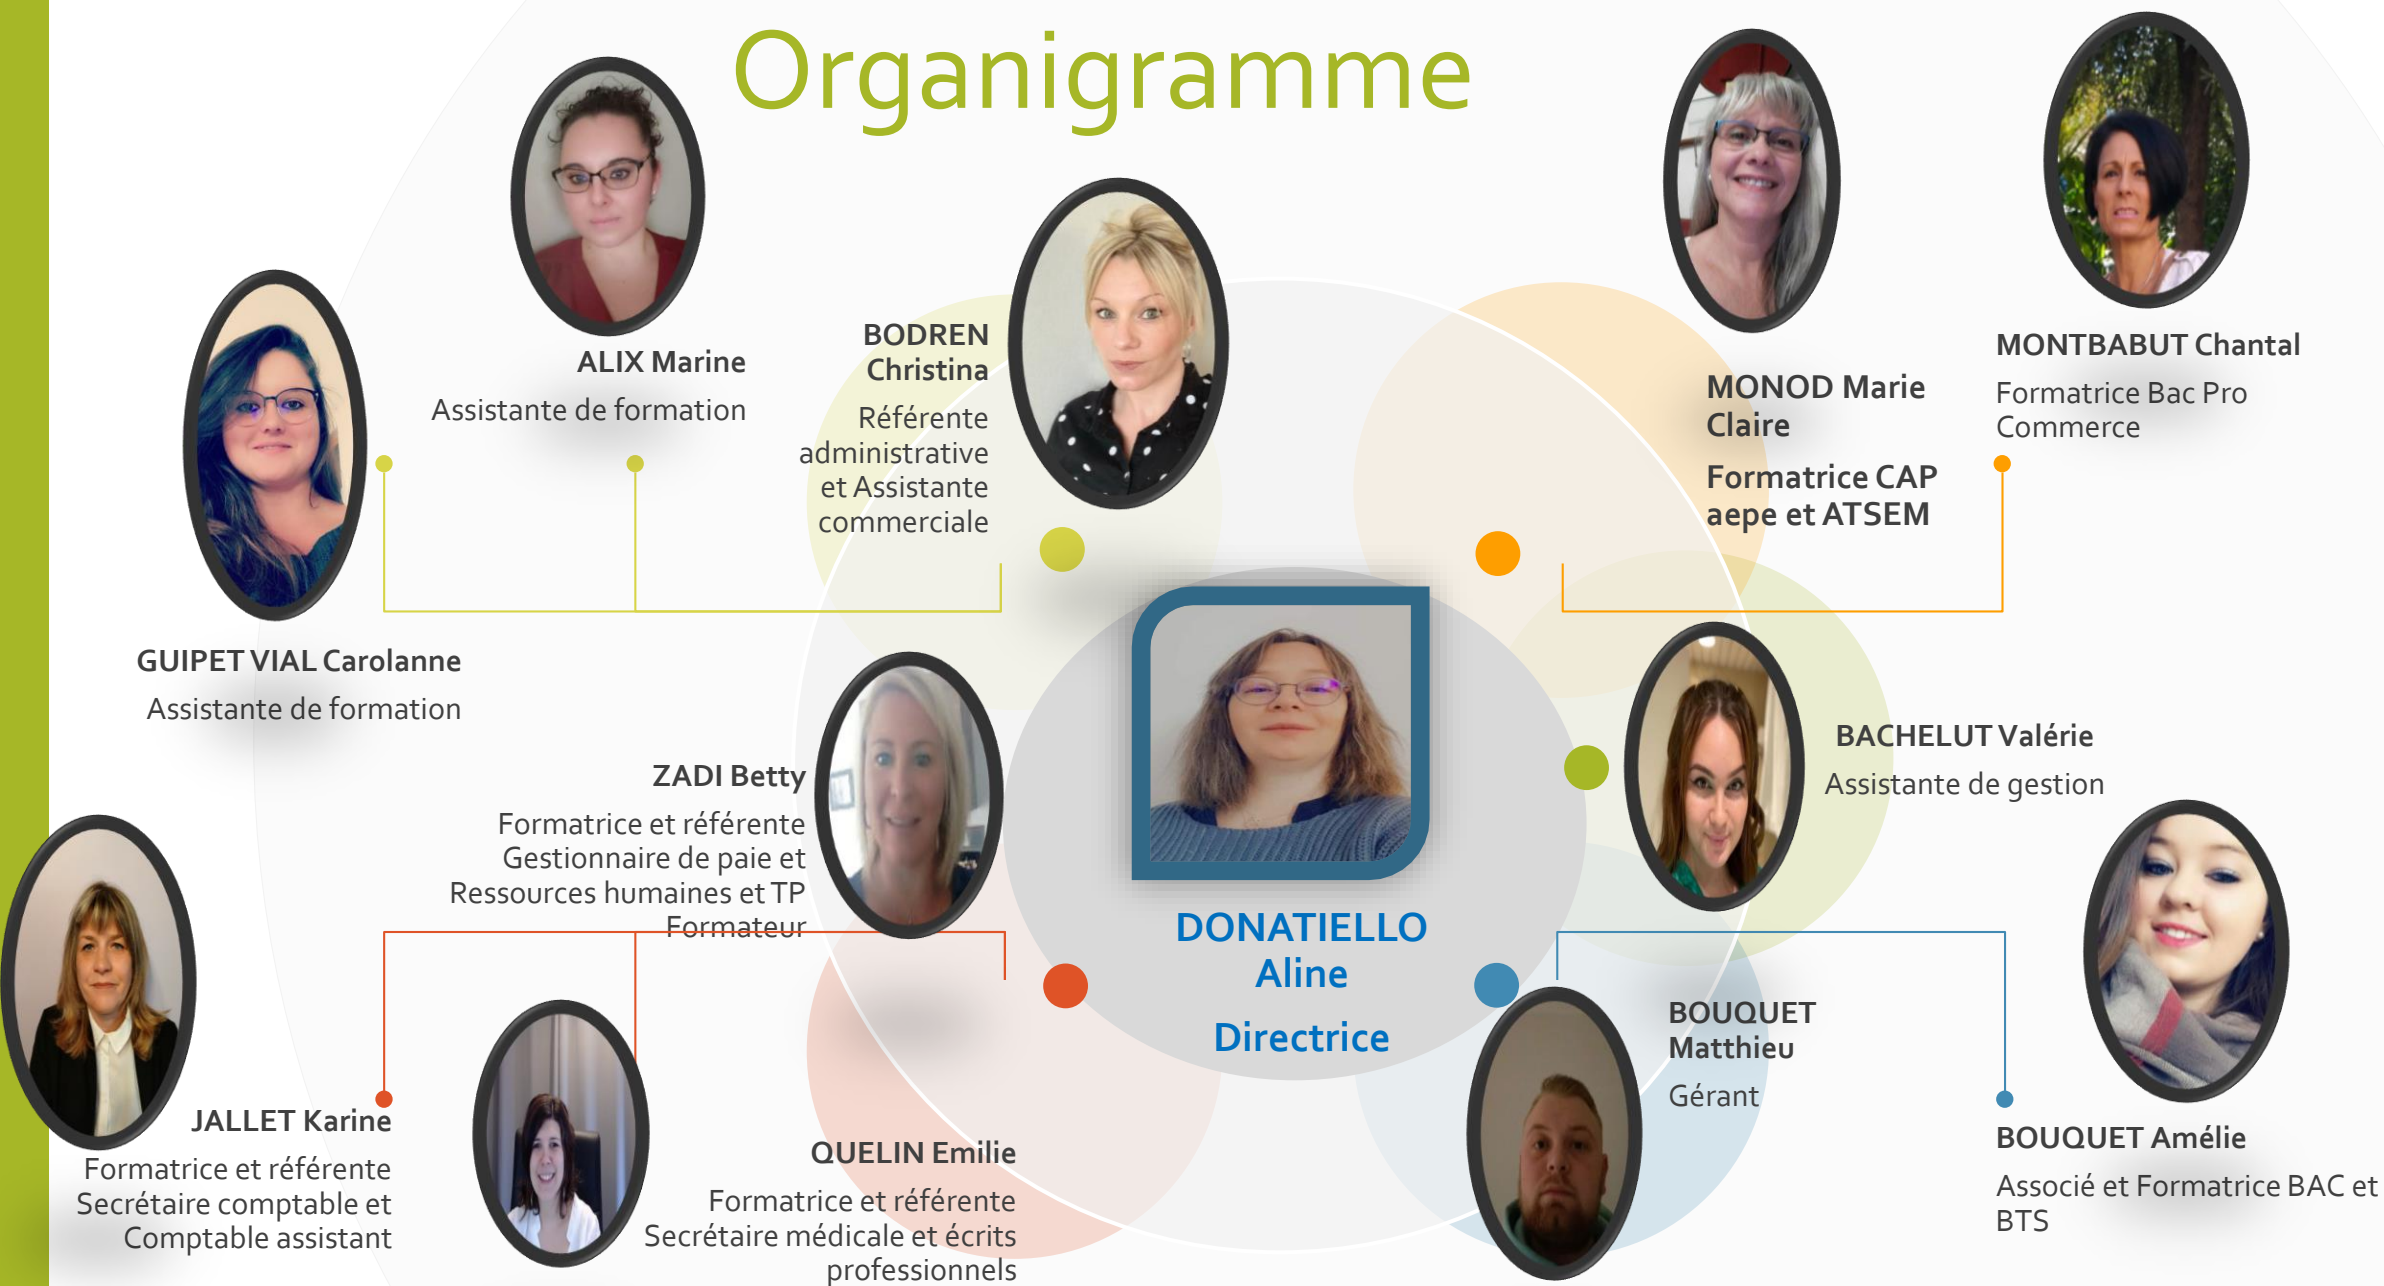 Organigramme
ALIX Marine
Assistante de formation
BODREN
Christina
Référente
administrative
et Assistante
commerciale
MONOD Marie
Claire
Formatrice CAP
aepe et ATSEM
MONTBABUT Chantal
Formatrice Bac Pro
Commerce
GUIPET VIAL Carolanne
Assistante de formation
ZADI Betty
Formatrice et référente
Gestionnaire de paie et
Ressources humaines et TP
Formateur
DONATIELLO
Aline
Directrice
BACHELUT Valérie
Assistante de gestion
JALLET Karine
Formatrice et référente
Secrétaire comptable et
Comptable assistant
QUELIN Emilie
Formatrice et référente
Secrétaire médicale et écrits
professionnels
BOUQUET
Matthieu
Gérant
BOUQUET Amélie
Associé et Formatrice BAC et
BTS